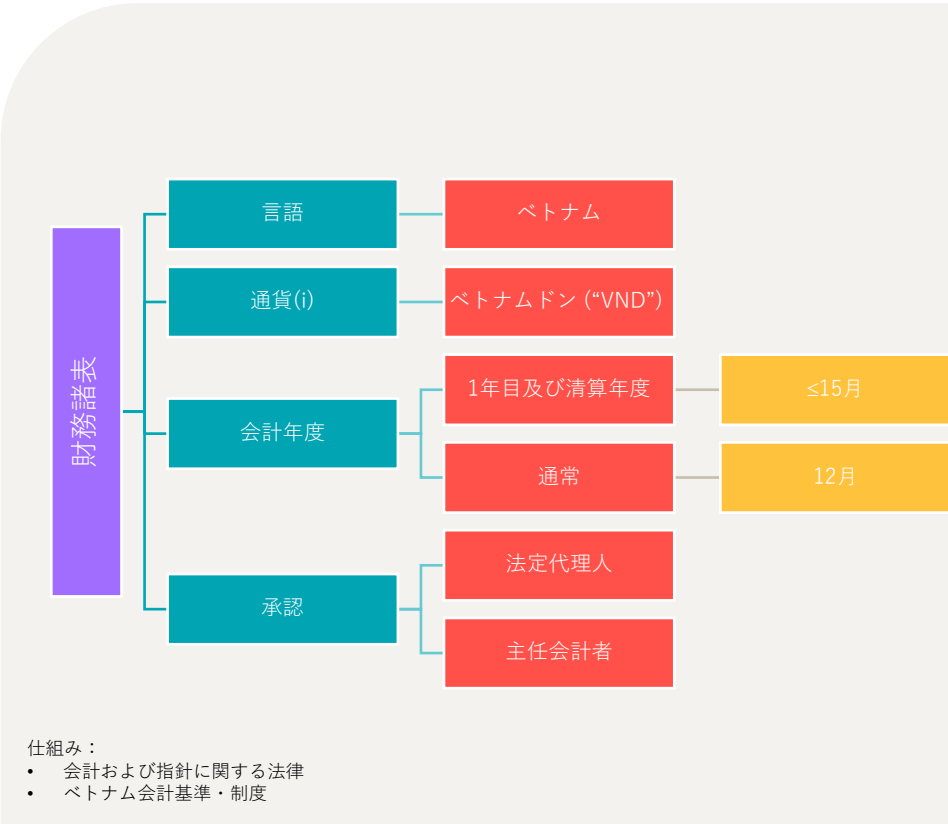 財務諸表
言語
ベトナム
通貨(i)
ベトナムドン (“VND”)
会計年度
1年目及び清算年度
≤15月
通常
12月
承認
法定代理人
主任会計者
仕組み：
• 会計および指針に関する法律
• ベトナム会計基準・制度